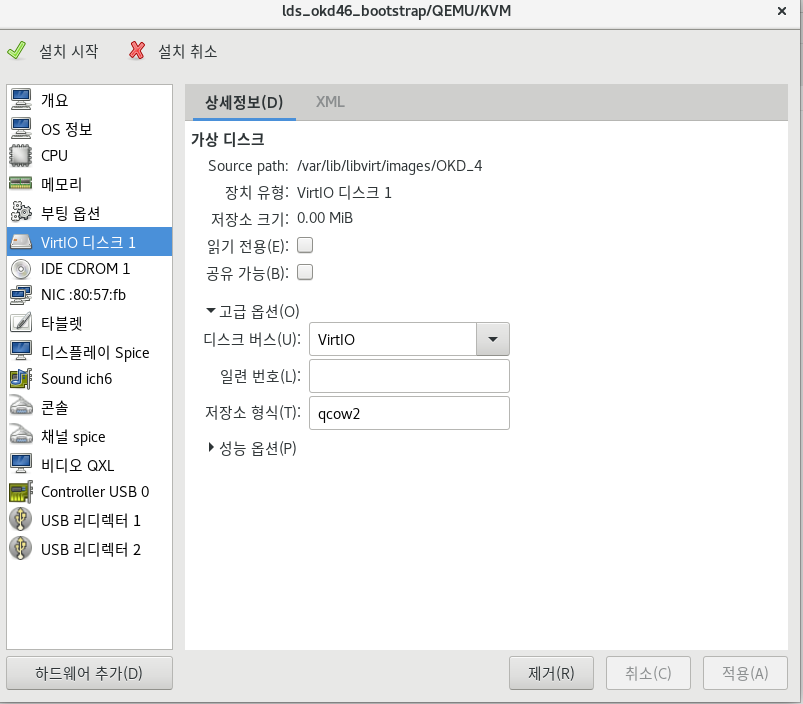 lds_okd46_bootstrap/QEMU/KVM
설치 시작
설치 취소
개요
OS 정보
CPU
메모리
부팅 옵션
VirtIO 디스크 1
IDE CDROM 1
NIC :80:57:fb
타블렛
디스플레이 Spice
Sound ich6
콘솔
채널 spice
비디오 QXL
Controller USB 0
USB 리디렉터 1
USB 리디렉터 2
하드웨어 추가(D)
상세정보(D) XML
가상 디스크
Source path: /var/lib/libvirt/images/OKD_4
장치 유형: VirtIO 디스크 1
저장소 크기: 0.00 MiB
읽기 전용(E):
공유 가능(B):
고급 옵션(O)
디스크 버스(U): VirtIO
일련 번호(L):
저장소 형식(T): qcow2
성능 옵션(P)
제거(R) 취소(C) 적용(A)